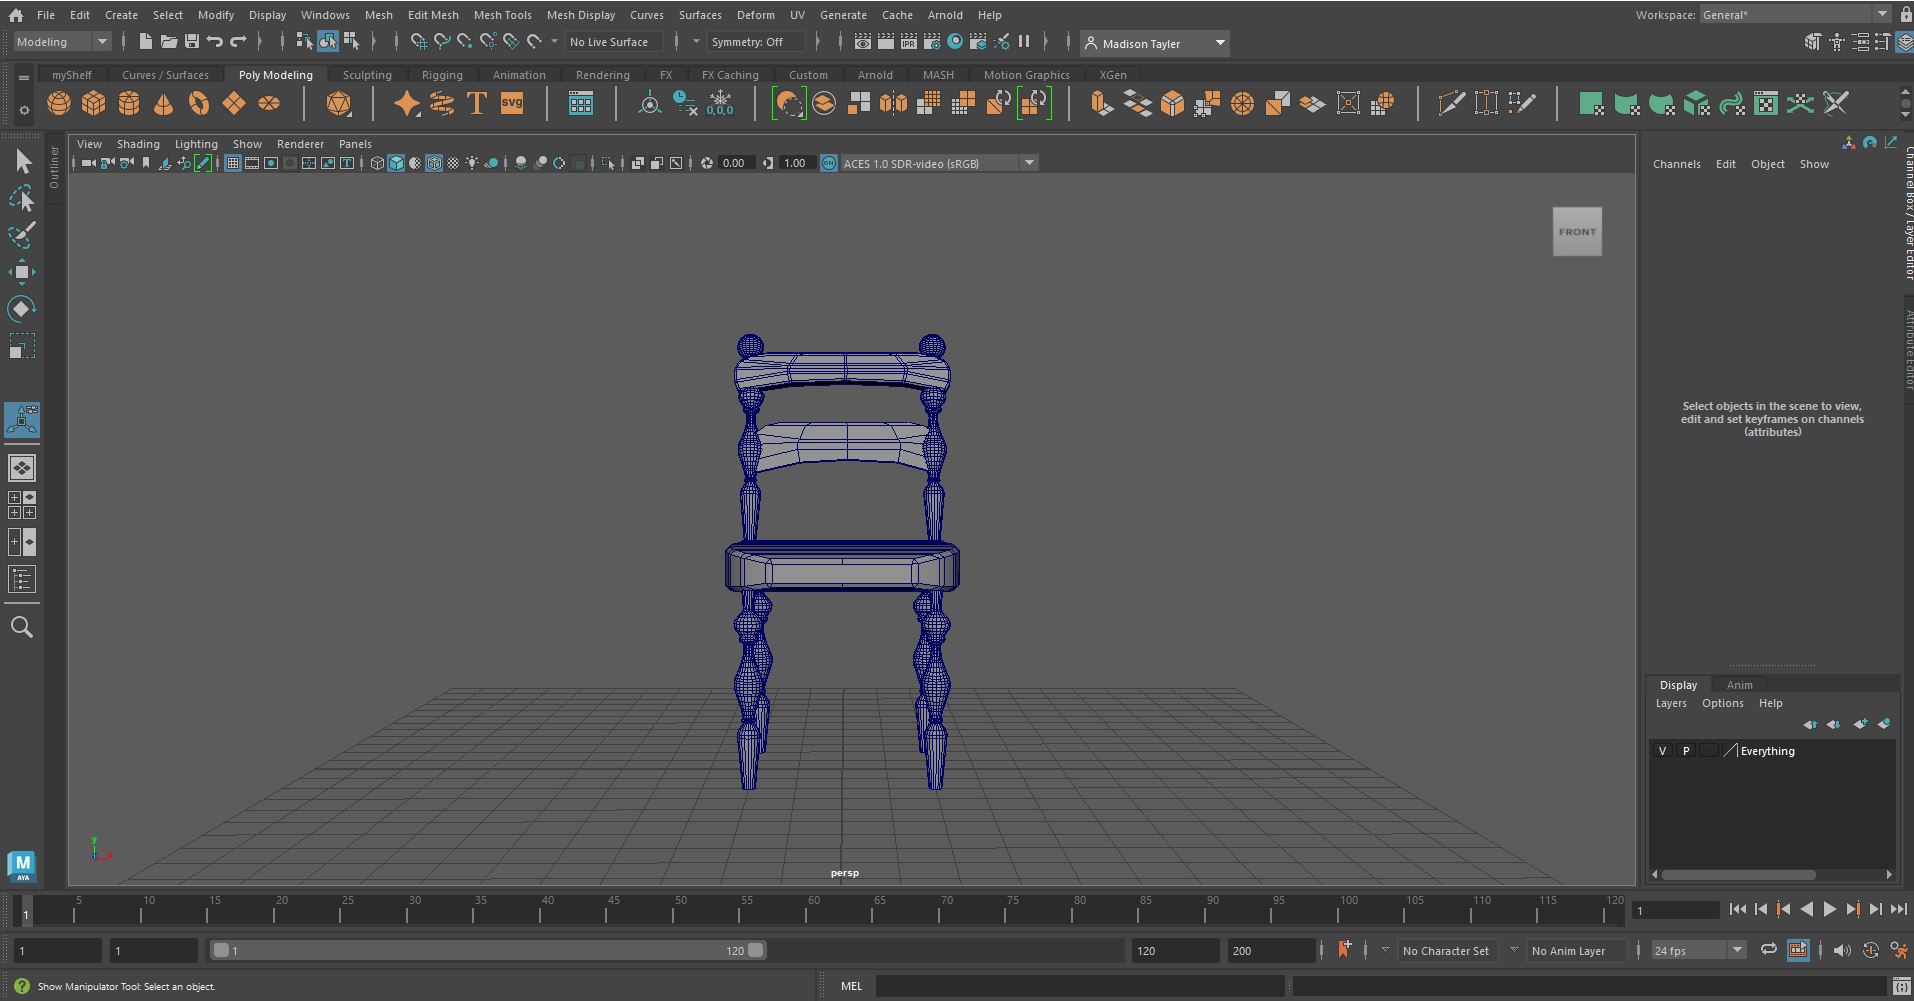 File Edit Create Select Modify Display Windows Mesh Edit Mesh Mesh Tools Mesh Display Curves Surfaces Deform UV Generate Cache Arnold Help Workspace: General*
Modeling No Live Surface Symmetry: Off IPR Madison Tayler
myShelf Curves / Surfaces Poly Modeling Sculpting Rigging Animation Rendering FX FX Caching Custom Arnold MASH Motion Graphics XGen
T SVG 0,0,0
Outliner
View Shading Lighting Show Renderer Panels
0.00 1.00 ON ACES 1.0 SDR-video (sRGB)
Channels Edit Object Show
Channel Box / Layer Editor
Attribute Editor
FRONT
Select objects in the scene to view,
edit and set keyframes on channels
(attributes)
Display Anim
Layers Options Help
V P Everything
y
M
AYA
persp
5 10 15 20 25 30 35 40 45 50 55 60 65 70 75 80 85 90 95 100 105 110 115 120
1 1
1 1 1 120 120 200 No Character Set No Anim Layer 24 fps
? Show Manipulator Tool: Select an object. MEL